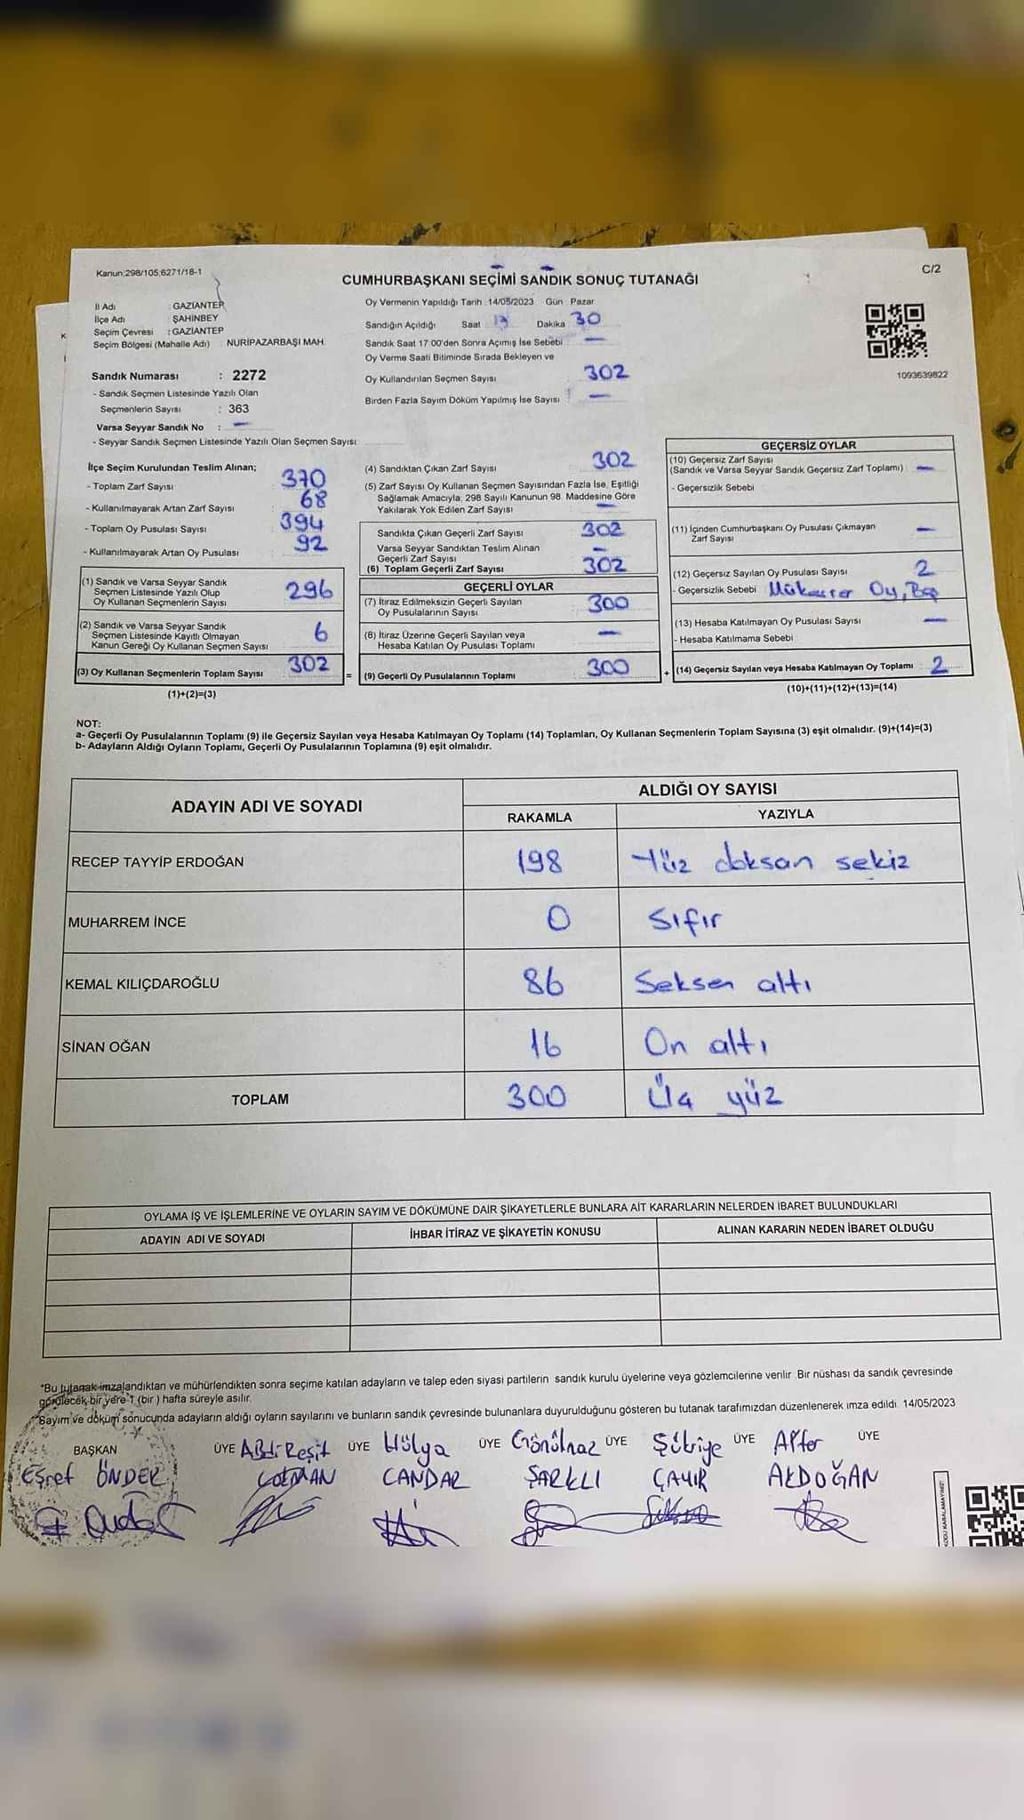 Kanun:298/105,6271/18-1
C/2
CUMHURBAŞKANI SEÇİMİ SANDIK SONUÇ TUTANAĞI
İl Adı GAZİANTEP
İlçe Adı ŞAHİNBEY
Seçim Çevresi : GAZİANTEP
Seçim Bölgesi (Mahalle Adı) NURİPAZARBAŞI MAH.
Sandık Numarası : 2272
- Sandık Seçmen Listesinde Yazılı Olan
Seçmenlerin Sayısı : 363
Varsa Seyyar Sandık No : —
- Seyyar Sandık Seçmen Listesinde Yazılı Olan Seçmen Sayısı
Oy Vermenin Yapıldığı Tarih :14/05/2023 Gün Pazar
Sandığın Açıldığı Saat Dakika 30
Sandık Saat 17:00'den Sonra Açımış İse Sebebi —
Oy Verme Saati Bitiminde Sırada Bekleyen ve
Oy Kullandırılan Seçmen Sayısı 302
Birden Fazla Sayım Döküm Yapılmış İse Sayısı —
1093639822
İlçe Seçim Kurulundan Teslim Alınan;
- Toplam Zarf Sayısı 370
- Kullanılmayarak Artan Zarf Sayısı 68
- Toplam Oy Pusulası Sayısı 394
- Kullanılmayarak Artan Oy Pusulası 92
(1) Sandık ve Varsa Seyyar Sandık
Seçmen Listesinde Yazılı Olup
Oy Kullanan Seçmenlerin Sayısı 296
(2) Sandık ve Varsa Seyyar Sandık
Seçmen Listesinde Kayıtlı Olmayan
Kanun Gereği Oy Kullanan Seçmen Sayısı 6
(3) Oy Kullanan Seçmenlerin Toplam Sayısı 302
(1)+(2)=(3)
(4) Sandıktan Çıkan Zarf Sayısı 302
(5) Zarf Sayısı Oy Kullanan Seçmen Sayısından Fazla İse, Eşitliği
Sağlamak Amacıyla, 298 Sayılı Kanunun 98. Maddesine Göre
Yakılarak Yok Edilen Zarf Sayısı —
Sandıkta Çıkan Geçerli Zarf Sayısı 302
Varsa Seyyar Sandıktan Teslim Alınan
Geçerli Zarf Sayısı —
(6) Toplam Geçerli Zarf Sayısı 302
GEÇERLİ OYLAR
(7) İtiraz Edilmeksizin Geçerli Sayılan
Oy Pusulalarının Sayısı 300
(8) İtiraz Üzerine Geçerli Sayılan veya
Hesaba Katılan Oy Pusulası Toplamı —
= (9) Geçerli Oy Pusulalarının Toplamı 300
GEÇERSİZ OYLAR
(10) Geçersiz Zarf Sayısı
(Sandık ve Varsa Seyyar Sandık Geçersiz Zarf Toplamı) —
- Geçersizlik Sebebi
(11) İçinden Cumhurbaşkanı Oy Pusulası Çıkmayan
Zarf Sayısı —
(12) Geçersiz Sayılan Oy Pusulası Sayısı 2
- Geçersizlik Sebebi Mükerrer Oy, Boş
(13) Hesaba Katılmayan Oy Pusulası Sayısı —
- Hesaba Katılmama Sebebi
+ (14) Geçersiz Sayılan veya Hesaba Katılmayan Oy Toplamı 2
(10)+(11)+(12)+(13)=(14)
NOT:
a- Geçerli Oy Pusulalarının Toplamı (9) ile Geçersiz Sayılan veya Hesaba Katılmayan Oy Toplamı (14) Toplamları, Oy Kullanan Seçmenlerin Toplam Sayısına (3) eşit olmalıdır. (9)+(14)=(3)
b- Adayların Aldığı Oyların Toplamı, Geçerli Oy Pusulalarının Toplamına (9) eşit olmalıdır.
ADAYIN ADI VE SOYADI ALDIĞI OY SAYISI
RAKAMLA YAZIYLA
RECEP TAYYİP ERDOĞAN 198 Yüz doksan sekiz
MUHARREM İNCE 0 Sıfır
KEMAL KILIÇDAROĞLU 86 Seksen altı
SİNAN OĞAN 16 On altı
TOPLAM 300 Üç yüz
OYLAMA İŞ VE İŞLEMLERİNE VE OYLARIN SAYIM VE DÖKÜMÜNE DAİR ŞİKAYETLERLE BUNLARA AİT KARARLARIN NELERDEN İBARET BULUNDUKLARI
ADAYIN ADI VE SOYADI İHBAR İTİRAZ VE ŞİKAYETİN KONUSU ALINAN KARARIN NEDEN İBARET OLDUĞU
*Bu tutanak imzalandıktan ve mühürlendikten sonra seçime katılan adayların ve talep eden siyasi partilerin sandık kurulu üyelerine veya gözlemcilerine verilir. Bir nüshası da sandık çevresinde
görülecek bir yere 1 (bir) hafta süreyle asılır.
*Sayım ve döküm sonucunda adayların aldığı oyların sayılarını ve bunların sandık çevresinde bulunanlara duyurulduğunu gösteren bu tutanak tarafımızdan düzenlenerek imza edildi. 14/05/2023
BAŞKAN ÜYE ÜYE ÜYE ÜYE ÜYE ÜYE
Eşref ÖNDER
Abdi Reşit
Hülya CANDAR
Gönülnaz ŞARKLI
Şükriye ÇAYIR
AKDOĞAN